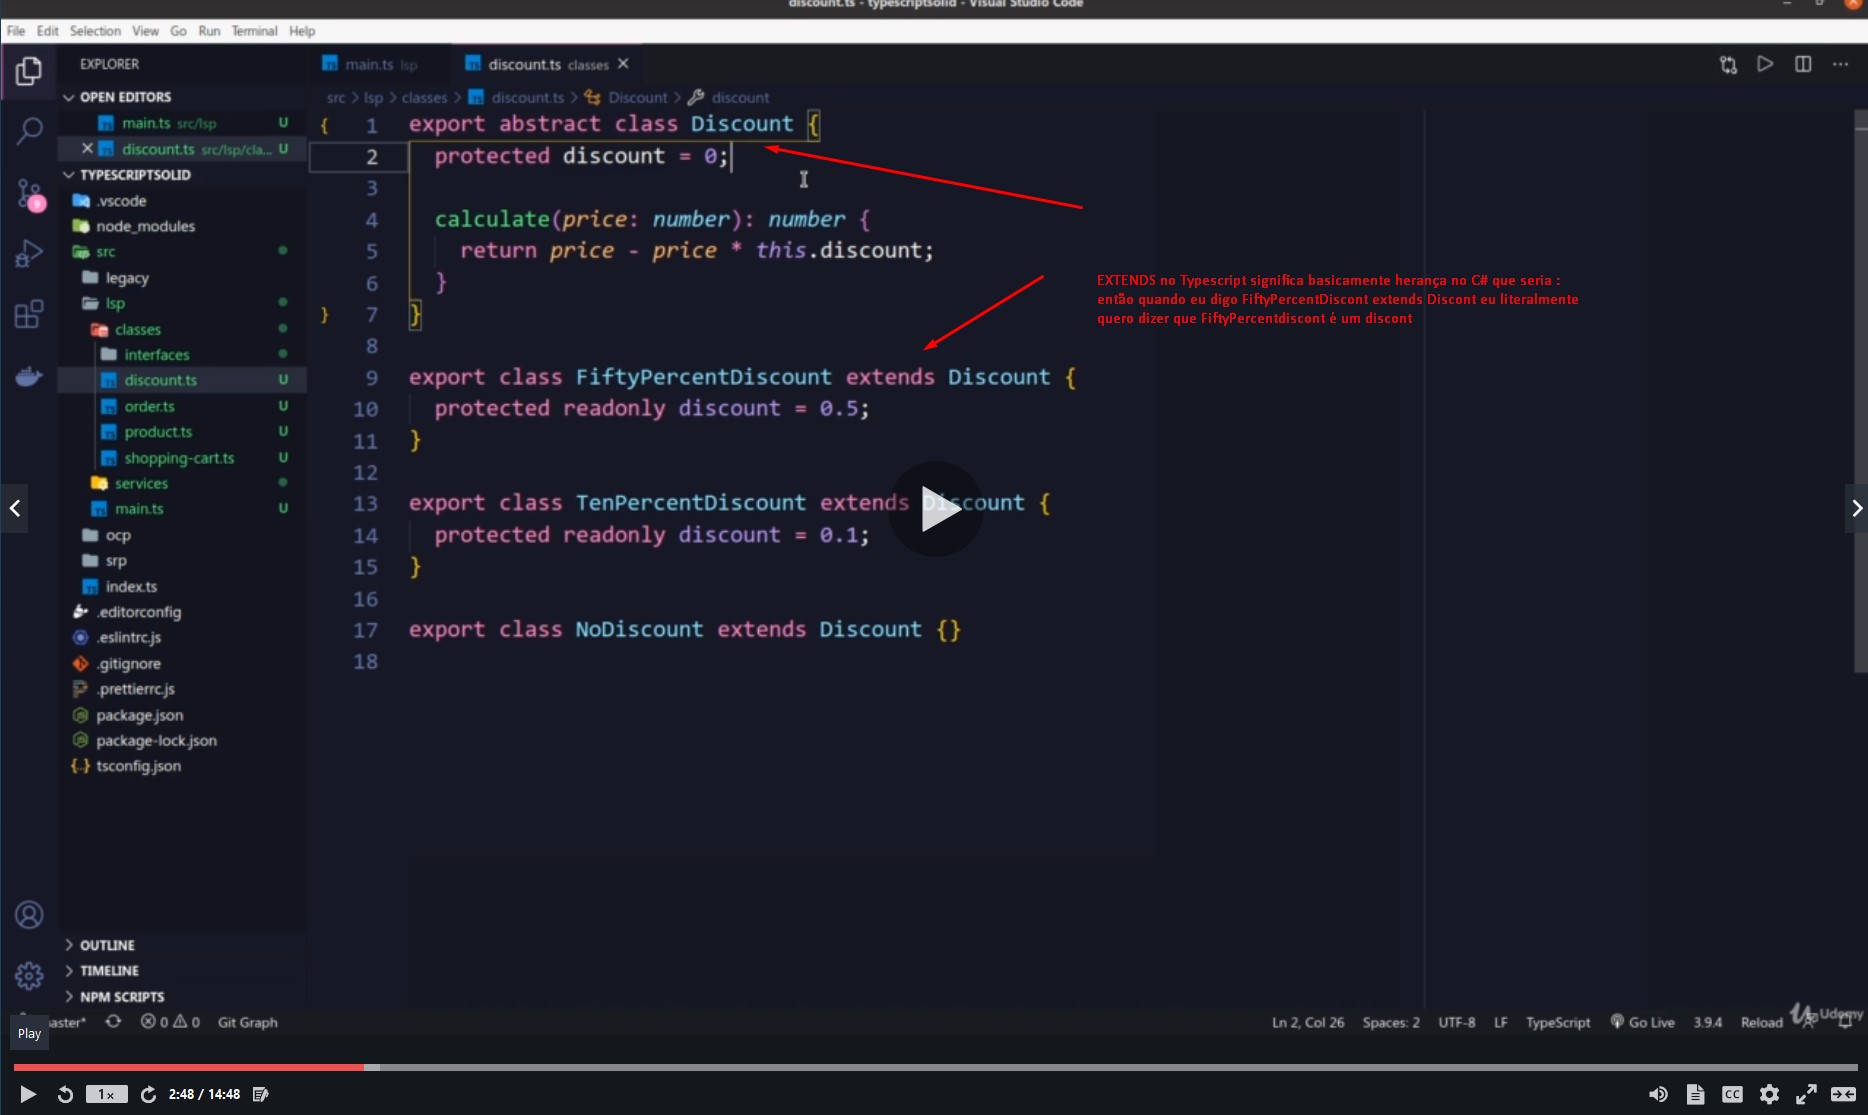 discount.ts - typescriptsolid - Visual Studio Code
File Edit Selection View Go Run Terminal Help
EXPLORER
OPEN EDITORS
main.ts src/lsp U
discount.ts src/lsp/cla... U
TYPESCRIPTSOLID
.vscode
node_modules
src
legacy
lsp
classes
interfaces
discount.ts U
order.ts U
product.ts U
shopping-cart.ts U
services
main.ts U
ocp
srp
index.ts
.editorconfig
.eslintrc.js
.gitignore
.prettierrc.js
package.json
package-lock.json
tsconfig.json
OUTLINE
TIMELINE
NPM SCRIPTS
main.ts lsp discount.ts classes
src > lsp > classes > discount.ts > Discount > discount
{ 1 export abstract class Discount {
2 protected discount = 0;
3
4 calculate(price: number): number {
5 return price - price * this.discount;
6 }
} 7 }
8
9 export class FiftyPercentDiscount extends Discount {
10 protected readonly discount = 0.5;
11 }
12
13 export class TenPercentDiscount extends Discount {
14 protected readonly discount = 0.1;
15 }
16
17 export class NoDiscount extends Discount {}
18
EXTENDS no Typescript significa basicamente herança no C# que seria :
então quando eu digo FiftyPercentDiscont extends Discont eu literalmente
quero dizer que FiftyPercentdiscont é um discont
9
aster* 0 0 Git Graph Ln 2, Col 26 Spaces: 2 UTF-8 LF TypeScript Go Live 3.9.4 Reload
Udemy
Play
1x 2:48 / 14:48 CC